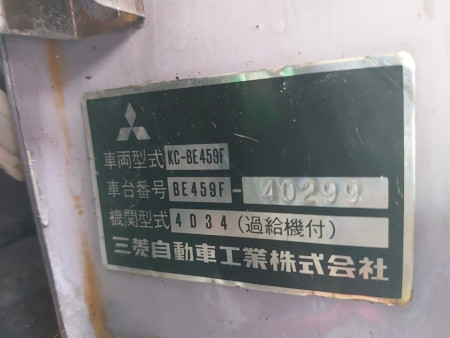 車両型式 KC-BE459F
車台番号 BE459F-40299
機関型式 4D34 (過給機付)
三菱自動車工業株式会社